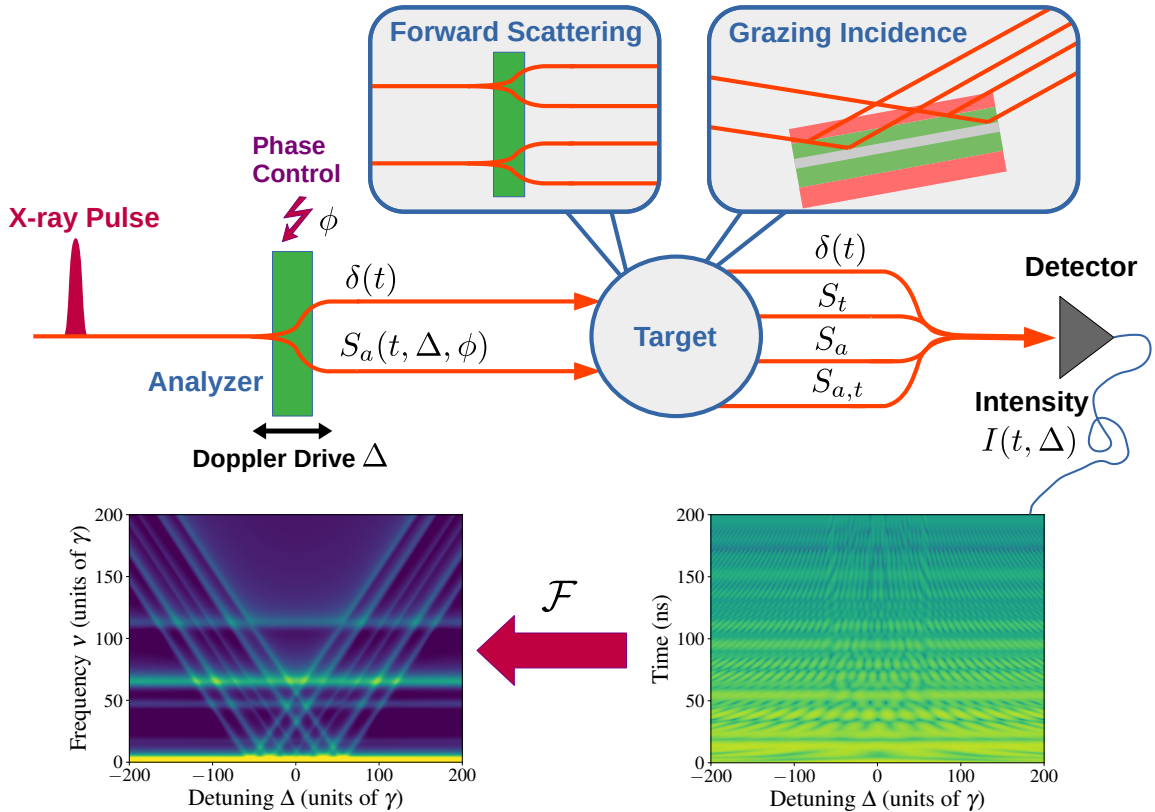 Forward Scattering
Grazing Incidence
Phase
Control
ϕ
X-ray Pulse
δ(t)
S_a(t, Δ, ϕ)
Analyzer
Doppler Drive Δ
Target
δ(t)
S_t
S_a
S_{a,t}
Detector
Intensity
I(t, Δ)
200
150
100
50
0
Frequency ν (units of γ)
−200
−100
0
100
200
Detuning Δ (units of γ)
ℱ
200
150
100
50
0
Time (ns)
−200
−100
0
100
200
Detuning Δ (units of γ)